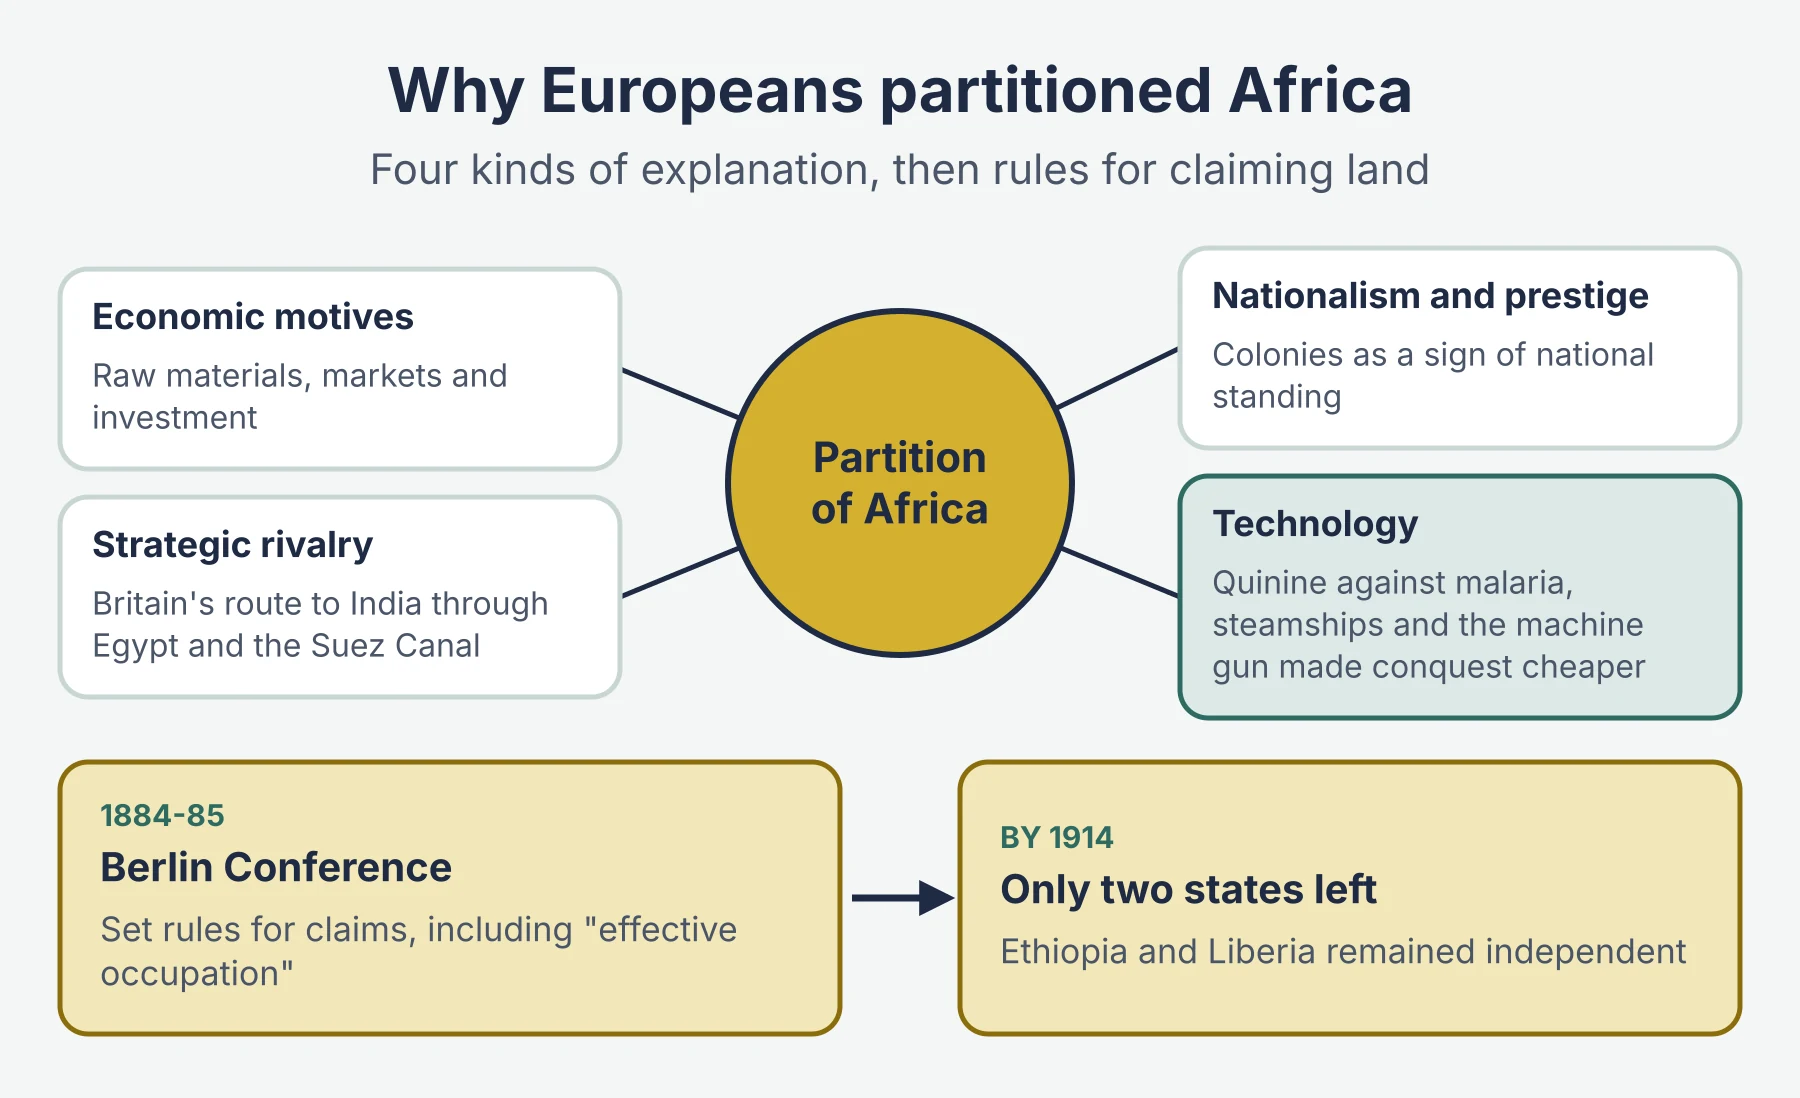 Why Europeans partitioned Africa
Four kinds of explanation, then rules for claiming land
Economic motives
Raw materials, markets and
investment
Strategic rivalry
Britain's route to India through
Egypt and the Suez Canal
Partition
of Africa
Nationalism and prestige
Colonies as a sign of national
standing
Technology
Quinine against malaria,
steamships and the machine
gun made conquest cheaper
1884-85
Berlin Conference
Set rules for claims, including "effective
occupation"
BY 1914
Only two states left
Ethiopia and Liberia remained independent